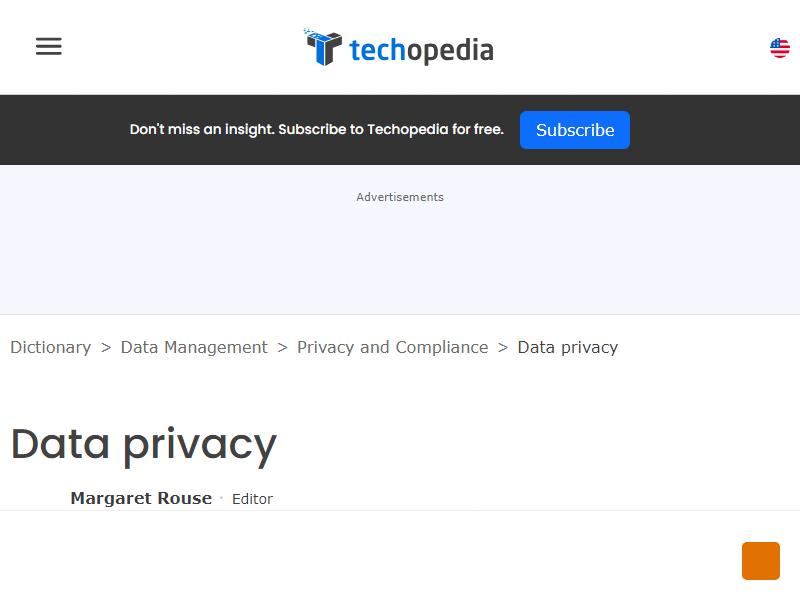 techopedia
Don't miss an insight. Subscribe to Techopedia for free.
Subscribe
Advertisements
Dictionary > Data Management > Privacy and Compliance > Data privacy
Data privacy
Margaret Rouse · Editor